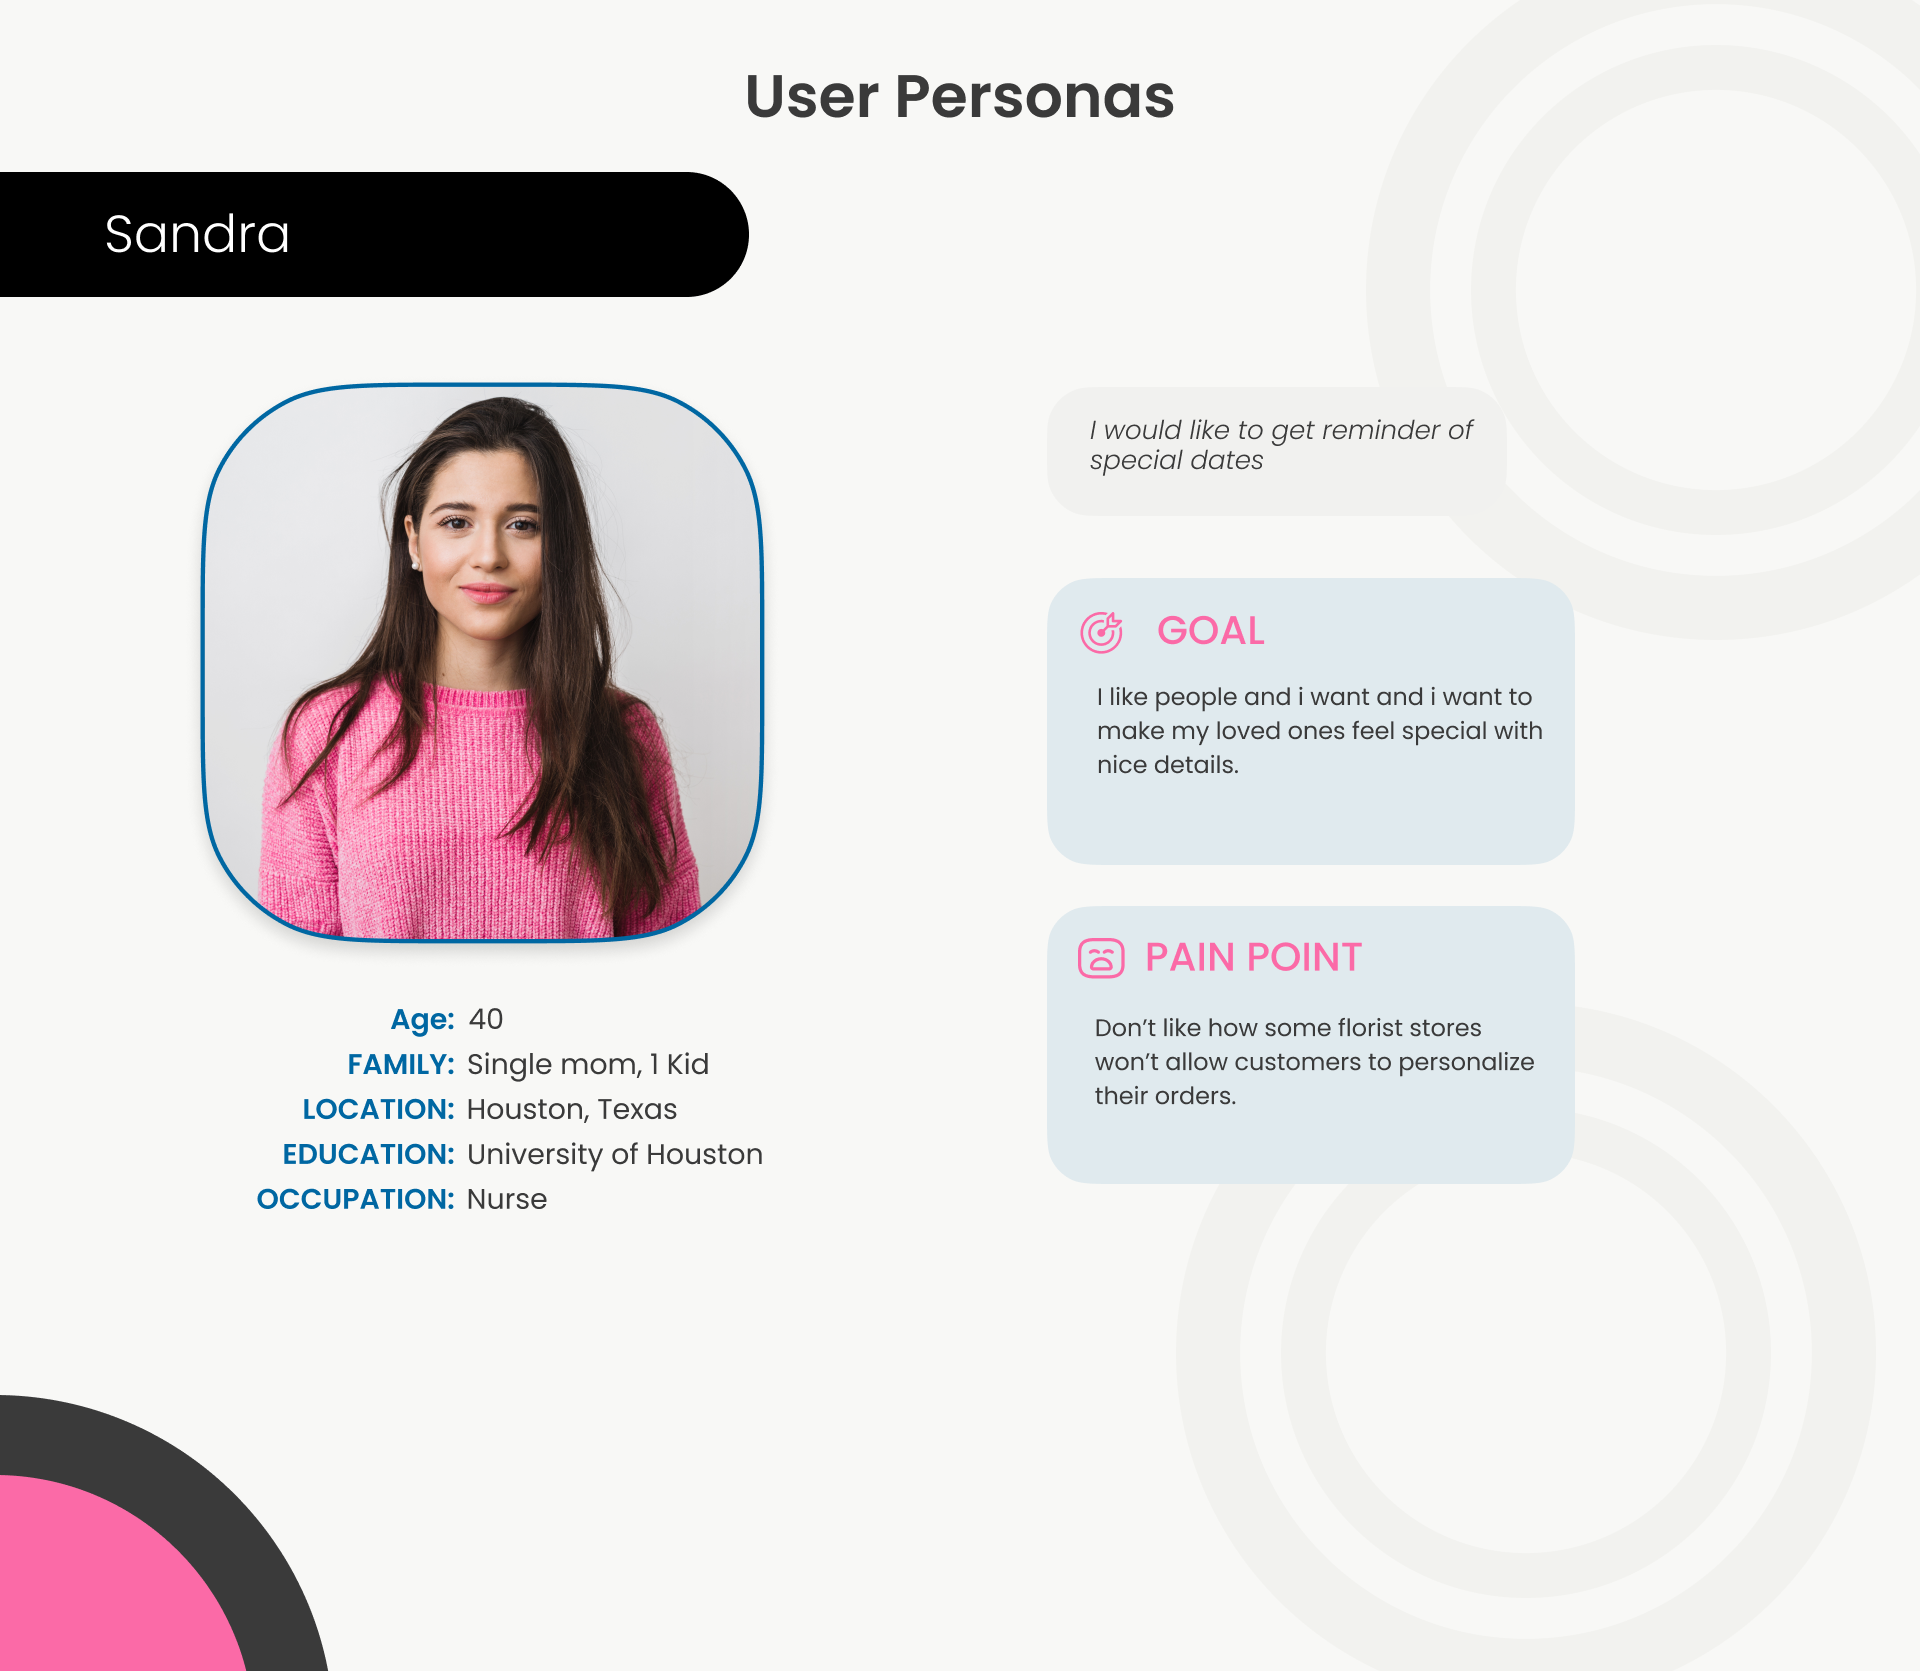 User Personas
Sandra
I would like to get reminder of
special dates
GOAL
I like people and i want and i want to
make my loved ones feel special with
nice details.
PAIN POINT
Don’t like how some florist stores
won’t allow customers to personalize
their orders.
Age: 40
FAMILY: Single mom, 1 Kid
LOCATION: Houston, Texas
EDUCATION: University of Houston
OCCUPATION: Nurse